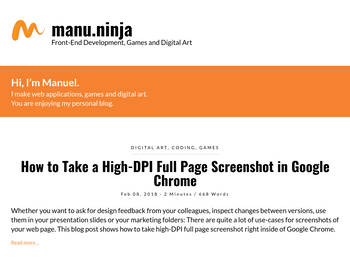 manu.ninja
Front-End Development, Games and Digital Art
Hi, I'm Manuel.
I make web applications, games and digital art.
You are enjoying my personal blog.
DIGITAL ART, CODING, GAMES
How to Take a High-DPI Full Page Screenshot in Google
Chrome
Feb 08, 2018 · 2 Minutes / 668 Words
Whether you want to ask for design feedback from your colleagues, inspect changes between versions, use
them in your presentation slides or your marketing folders: There are quite a lot of use-cases for screenshots of
your web page. This blog post shows how to take high-DPI full page screenshot right inside of Google Chrome.
Read more...